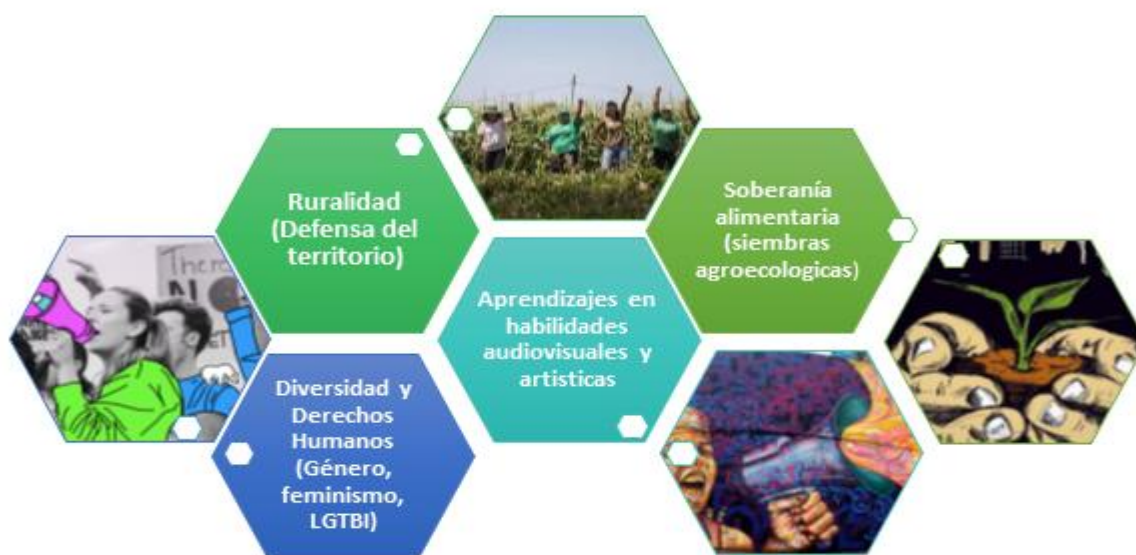 Ruralidad
(Defensa del
territorio)
Soberanía
alimentaria
(siembras
agroecologicas)
Aprendizajes en
habilidades
audiovisuales y
artisticas
Diversidad y
Derechos
Humanos
(Género,
feminismo,
LGTBI)